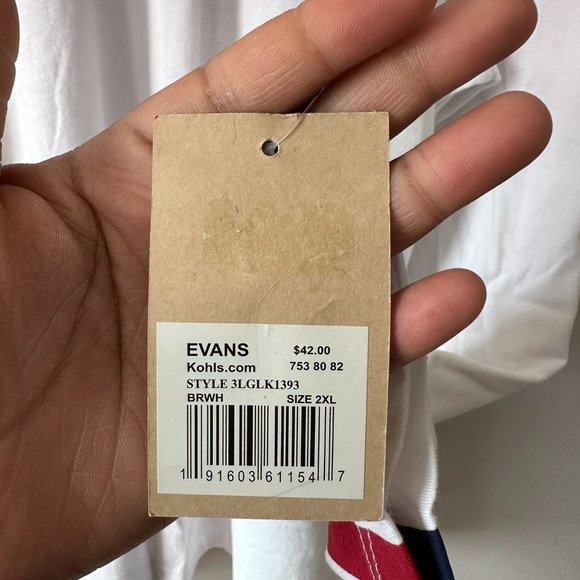 EVANS $42.00
Kohls.com 753 80 82
STYLE 3LGLK1393
BRWH SIZE 2XL
1 91603 61154 7